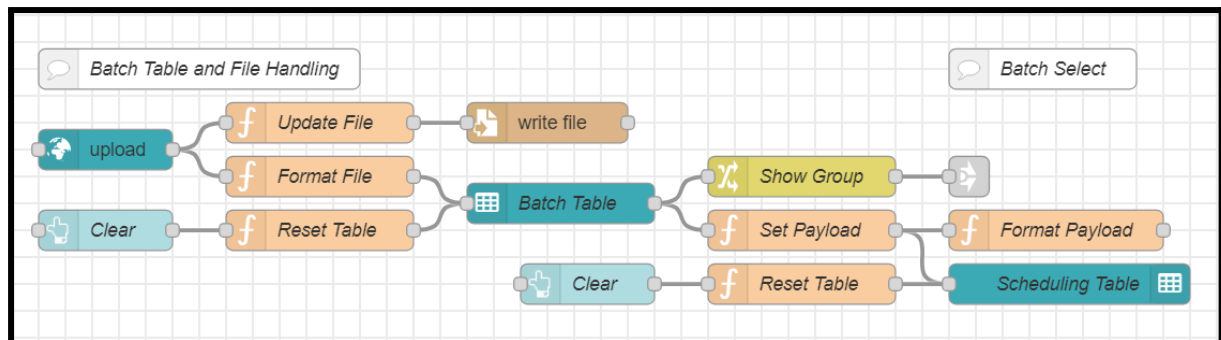 Batch Table and File Handling
Batch Select
Update File
write file
upload
Format File
Show Group
Batch Table
Clear
Reset Table
Set Payload
Format Payload
Clear
Reset Table
Scheduling Table